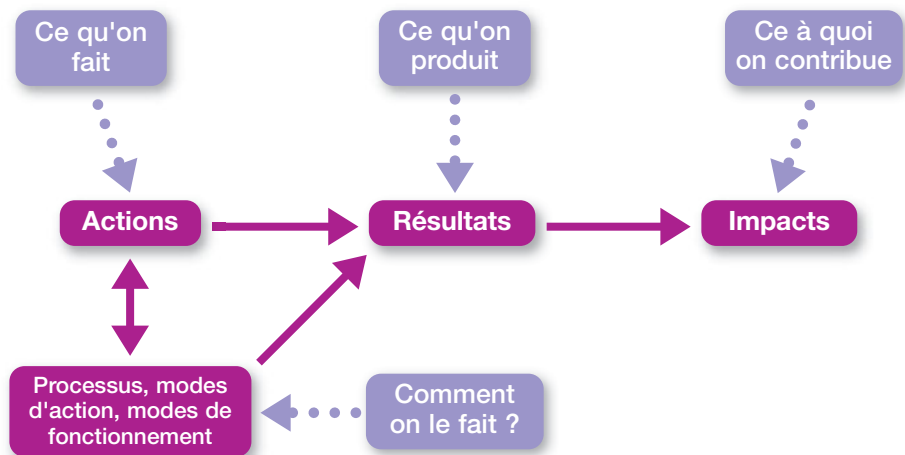 Ce qu'on
fait
Ce qu'on
produit
Ce à quoi
on contribue
Actions
Résultats
Impacts
Processus, modes
d'action, modes de
fonctionnement
Comment
on le fait ?